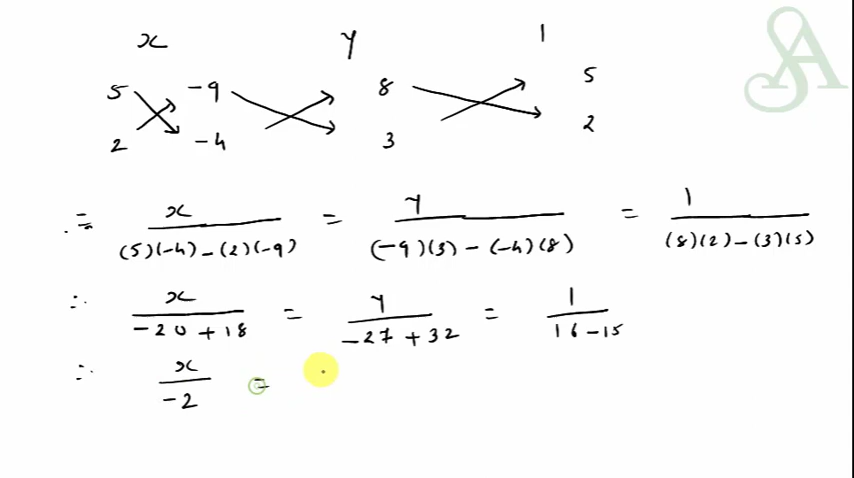 x y 1
5 -9 8 5
2 -4 3 2
∴ x/((5)(-4)-(2)(-9)) = y/((-9)(3)-(-4)(8)) = 1/((8)(2)-(3)(5))
∴ x/(-20+18) = y/(-27+32) = 1/(16-15)
∴ x/-2 =
SA